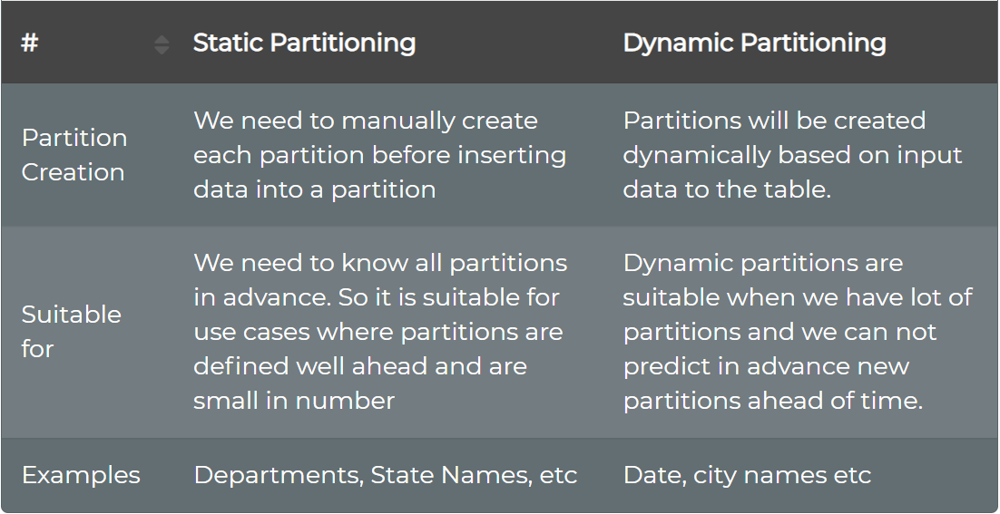 # Static Partitioning Dynamic Partitioning
Partition
Creation
We need to manually create
each partition before inserting
data into a partition
Partitions will be created
dynamically based on input
data to the table.
Suitable
for
We need to know all partitions
in advance. So it is suitable for
use cases where partitions are
defined well ahead and are
small in number
Dynamic partitions are
suitable when we have lot of
partitions and we can not
predict in advance new
partitions ahead of time.
Examples
Departments, State Names, etc
Date, city names etc